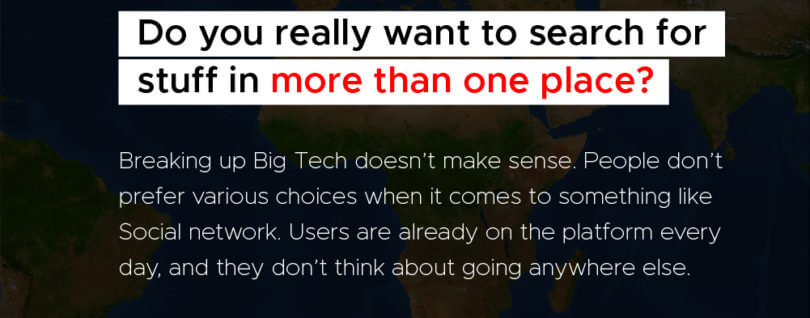 Do you really want to search for
stuff in more than one place?
Breaking up Big Tech doesn't make sense. People don't
prefer various choices when it comes to something like
Social network. Users are already on the platform every
day, and they don't think about going anywhere else.